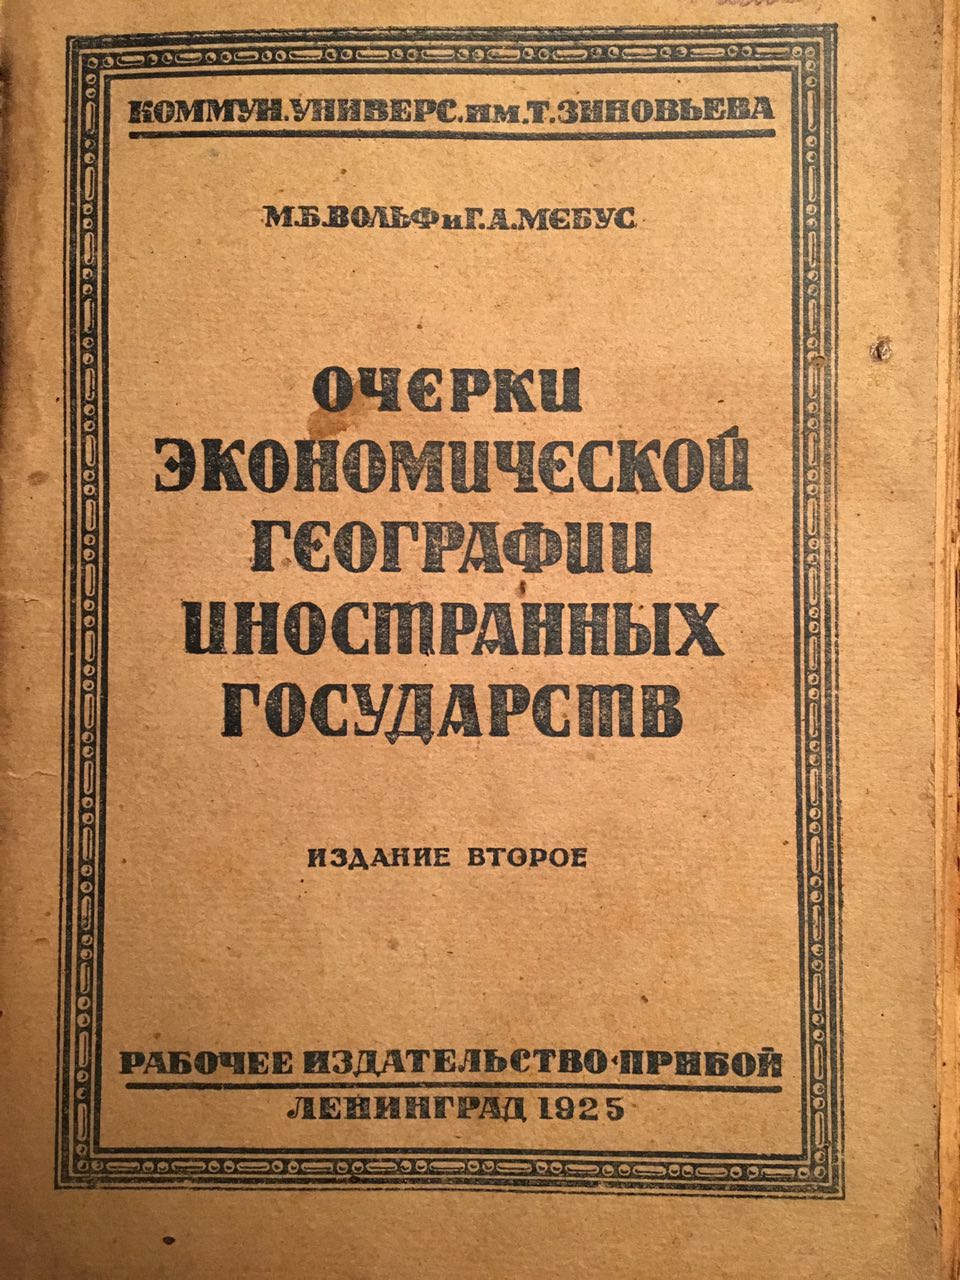 КОММУН.УНИВЕРС.ИМ.Т.ЗИНОВЬЕВА
М.Б.ВОЛЬФ и Г.А.МЕБУС
ОЧЕРКИ
ЭКОНОМИЧЕСКОЙ
ГЕОГРАФИИ
ИНОСТРАННЫХ
ГОСУДАРСТВ
ИЗДАНИЕ ВТОРОЕ
РАБОЧЕЕ ИЗДАТЕЛЬСТВО·ПРИБОЙ
ЛЕНИНГРАД 1925